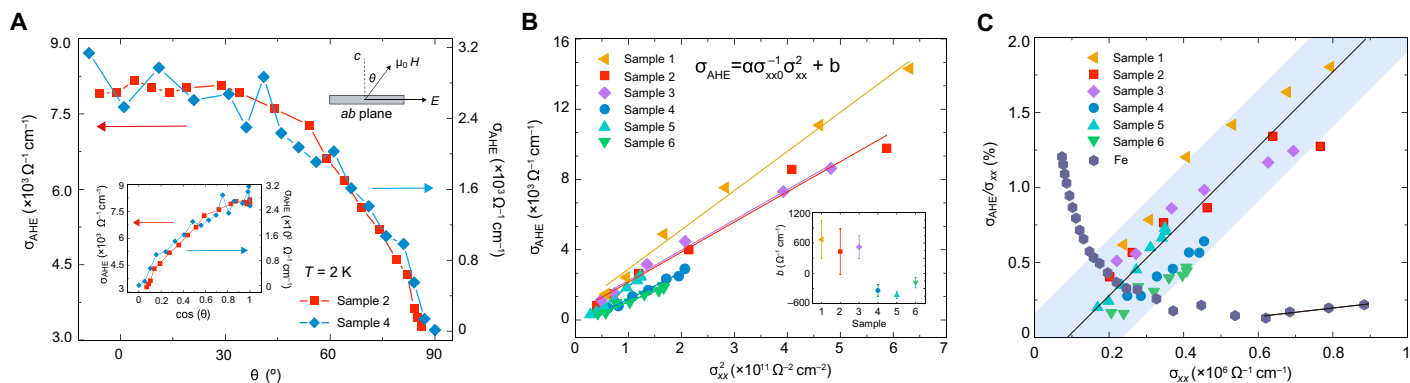 A
9.0
7.5
6.0
4.5
3.0
σAHE (×10³ Ω⁻¹ cm⁻¹)
0
30
60
90
θ (º)
3.2
2.4
1.6
0.8
0
σAHE (×10³ Ω⁻¹ cm⁻¹)
c
θ
μ₀ H
E
ab plane
T = 2 K
Sample 2
Sample 4
9
7
6
4
3
σAHE (×10³ Ω⁻¹ cm⁻¹)
0
0.2
0.4
0.6
0.8
1
cos (θ)
3.2
2.4
1.6
0.8
0
σAHE (×10³ Ω⁻¹ cm⁻¹)
B
16
12
8
4
0
σAHE (×10³ Ω⁻¹ cm⁻¹)
0
1
2
3
4
5
6
7
σ²xx (×10¹¹ Ω⁻² cm⁻²)
Sample 1
Sample 2
Sample 3
Sample 4
Sample 5
Sample 6
σAHE=ασ⁻¹xx0σ²xx + b
1200
600
0
−600
b (Ω⁻¹ cm⁻¹)
1
2
3
4
5
6
Sample
C
2.0
1.5
1.0
0.5
0
σAHE/σxx (%)
0
0.2
0.4
0.6
0.8
1
σxx (×10⁶ Ω⁻¹ cm⁻¹)
Sample 1
Sample 2
Sample 3
Sample 4
Sample 5
Sample 6
Fe